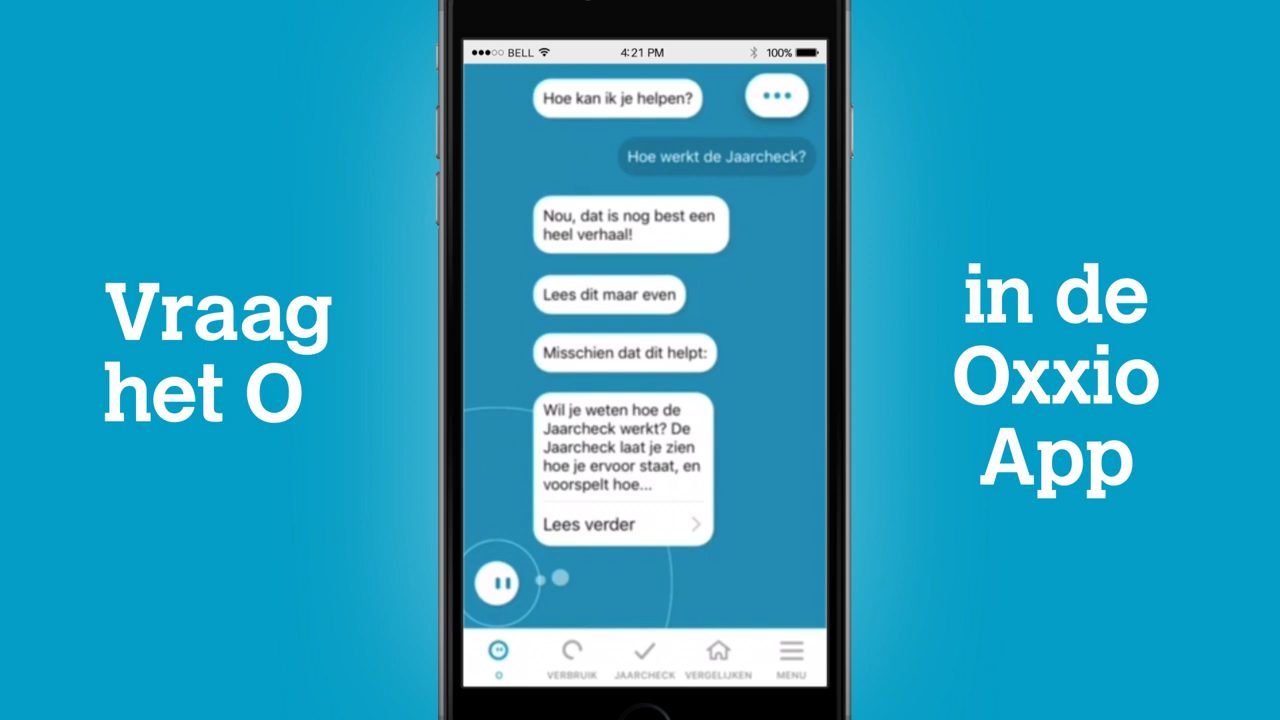 Vraag
het O
BELL 4:21 PM 100%
Hoe kan ik je helpen?
Hoe werkt de Jaarcheck?
Nou, dat is nog best een
heel verhaal!
Lees dit maar even
Misschien dat dit helpt:
Wil je weten hoe de
Jaarcheck werkt? De
Jaarcheck laat je zien
hoe je ervoor staat, en
voorspelt hoe...
Lees verder
O VERBRUIK JAARCHECK VERGELIJKEN MENU
in de
Oxxio
App